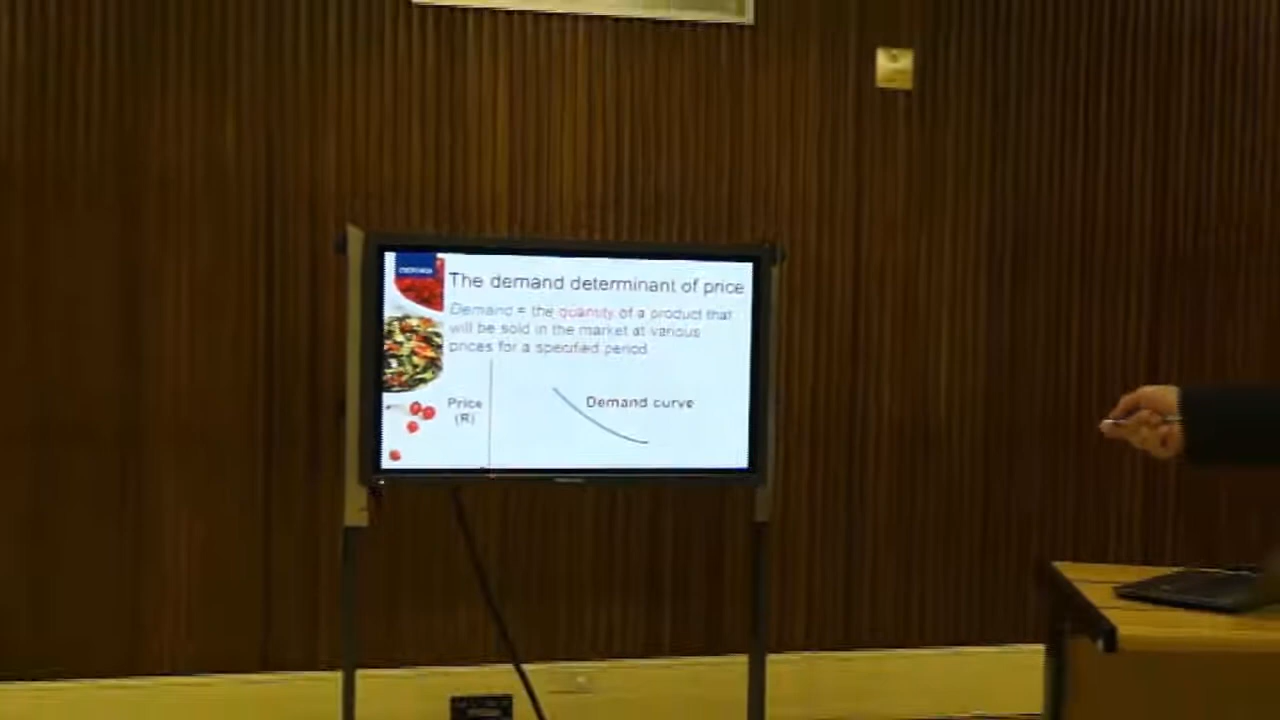 OXFORD
The demand determinant of price
Demand = the quantity of a product that
will be sold in the market at various
prices for a specified period
Price
(R)
Demand curve